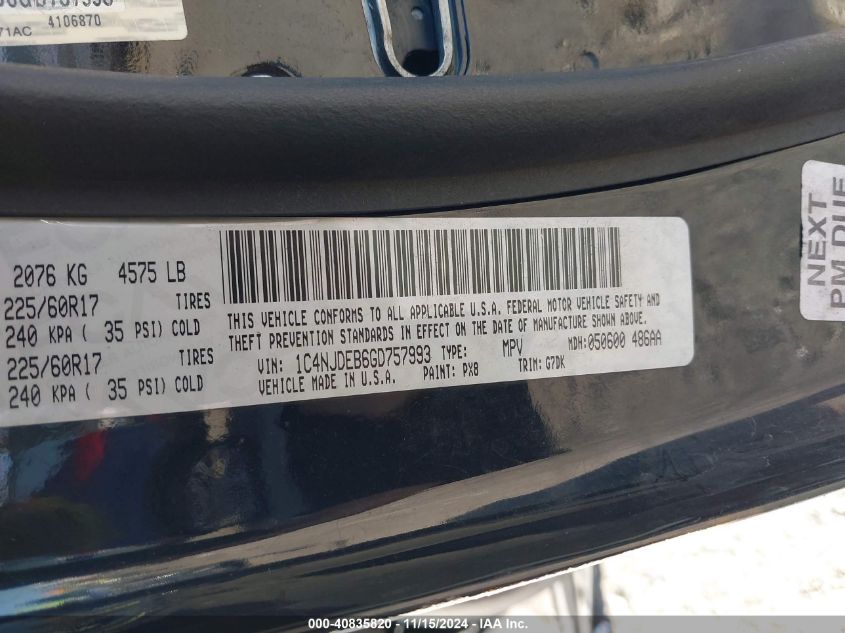 4106870
71AC
2076 KG 4575 LB
225/60R17 TIRES
240 KPA ( 35 PSI) COLD
225/60R17 TIRES
240 KPA ( 35 PSI) COLD
THIS VEHICLE CONFORMS TO ALL APPLICABLE U.S.A. FEDERAL MOTOR VEHICLE SAFETY AND
THEFT PREVENTION STANDARDS IN EFFECT ON THE DATE OF MANUFACTURE SHOWN ABOVE.
VIN: 1C4NJDEB6GD757993 TYPE: MPV MDH: 050600 486AA
VEHICLE MADE IN U.S.A. PAINT: PX8 TRIM: G7DK
NEXT
PM DUE
000-40835820 - 11/15/2024 - IAA Inc.